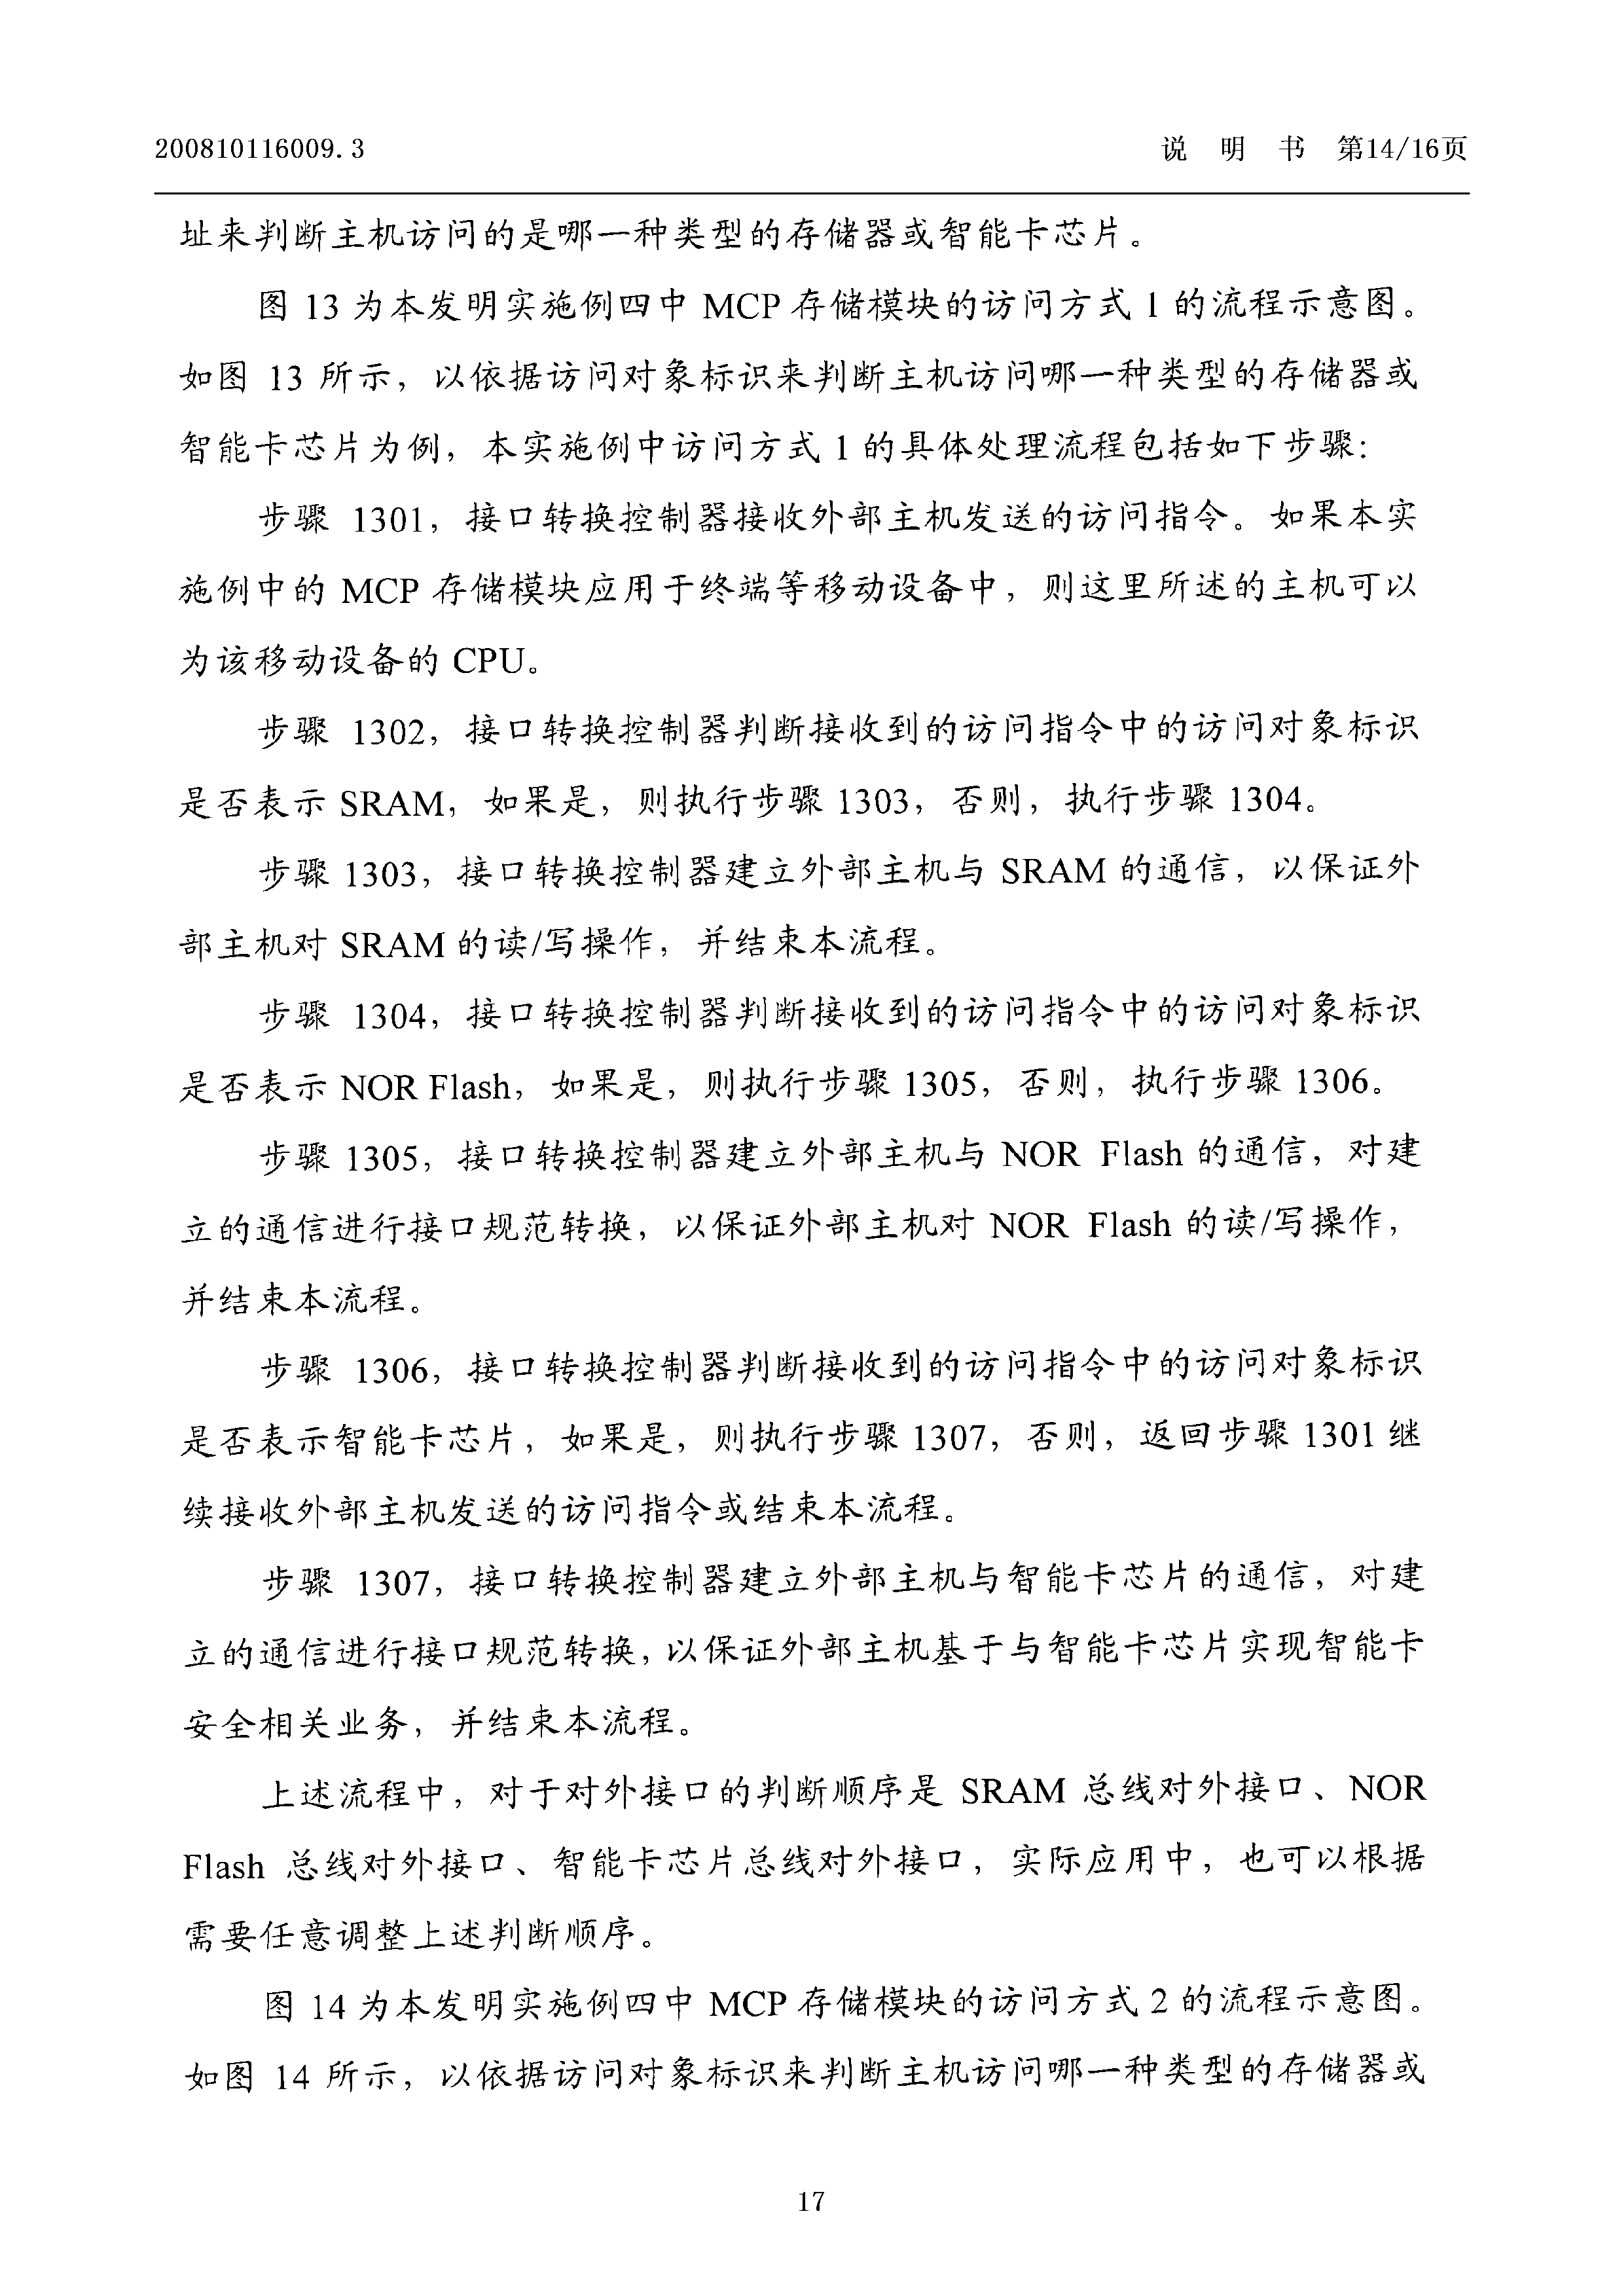 200810116009.3 说 明 书 第14/16页
址来判断主机访问的是哪一种类型的存储器或智能卡芯片。
图 13 为本发明实施例四中 MCP 存储模块的访问方式 1 的流程示意图。
如图 13 所示，以依据访问对象标识来判断主机访问哪一种类型的存储器或
智能卡芯片为例，本实施例中访问方式 1 的具体处理流程包括如下步骤：
步骤 1301，接口转换控制器接收外部主机发送的访问指令。如果本实
施例中的 MCP 存储模块应用于终端等移动设备中，则这里所述的主机可以
为该移动设备的 CPU。
步骤 1302，接口转换控制器判断接收到的访问指令中的访问对象标识
是否表示 SRAM，如果是，则执行步骤 1303，否则，执行步骤 1304。
步骤 1303，接口转换控制器建立外部主机与 SRAM 的通信，以保证外
部主机对 SRAM 的读/写操作，并结束本流程。
步骤 1304，接口转换控制器判断接收到的访问指令中的访问对象标识
是否表示 NOR Flash，如果是，则执行步骤 1305，否则，执行步骤 1306。
步骤 1305，接口转换控制器建立外部主机与 NOR Flash 的通信，对建
立的通信进行接口规范转换，以保证外部主机对 NOR Flash 的读/写操作，
并结束本流程。
步骤 1306，接口转换控制器判断接收到的访问指令中的访问对象标识
是否表示智能卡芯片，如果是，则执行步骤 1307，否则，返回步骤 1301 继
续接收外部主机发送的访问指令或结束本流程。
步骤 1307，接口转换控制器建立外部主机与智能卡芯片的通信，对建
立的通信进行接口规范转换，以保证外部主机基于与智能卡芯片实现智能卡
安全相关业务，并结束本流程。
上述流程中，对于对外接口的判断顺序是 SRAM 总线对外接口、NOR
Flash 总线对外接口、智能卡芯片总线对外接口，实际应用中，也可以根据
需要任意调整上述判断顺序。
图 14 为本发明实施例四中 MCP 存储模块的访问方式 2 的流程示意图。
如图 14 所示，以依据访问对象标识来判断主机访问哪一种类型的存储器或
17